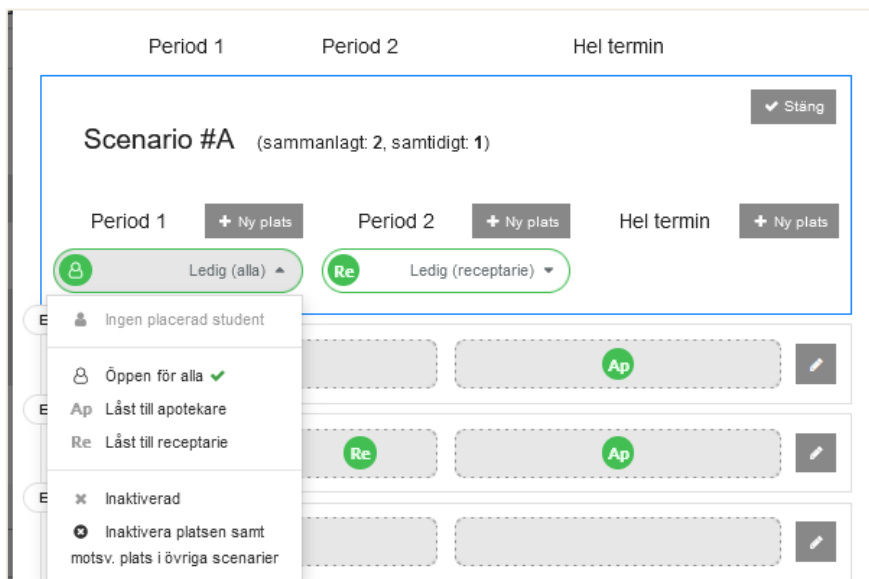 Period 1 Period 2 Hel termin
Stäng
Scenario #A (sammanlagt: 2, samtidigt: 1)
Period 1 Ny plats Period 2 Ny plats Hel termin Ny plats
Ledig (alla) Re Ledig (receptarie)
E Ingen placerad student
Öppen för alla Ap
E Ap Låst till apotekare
Re Låst till receptarie Re Ap
E Inaktiverad
Inaktivera platsen samt
motsv. plats i övriga scenarier